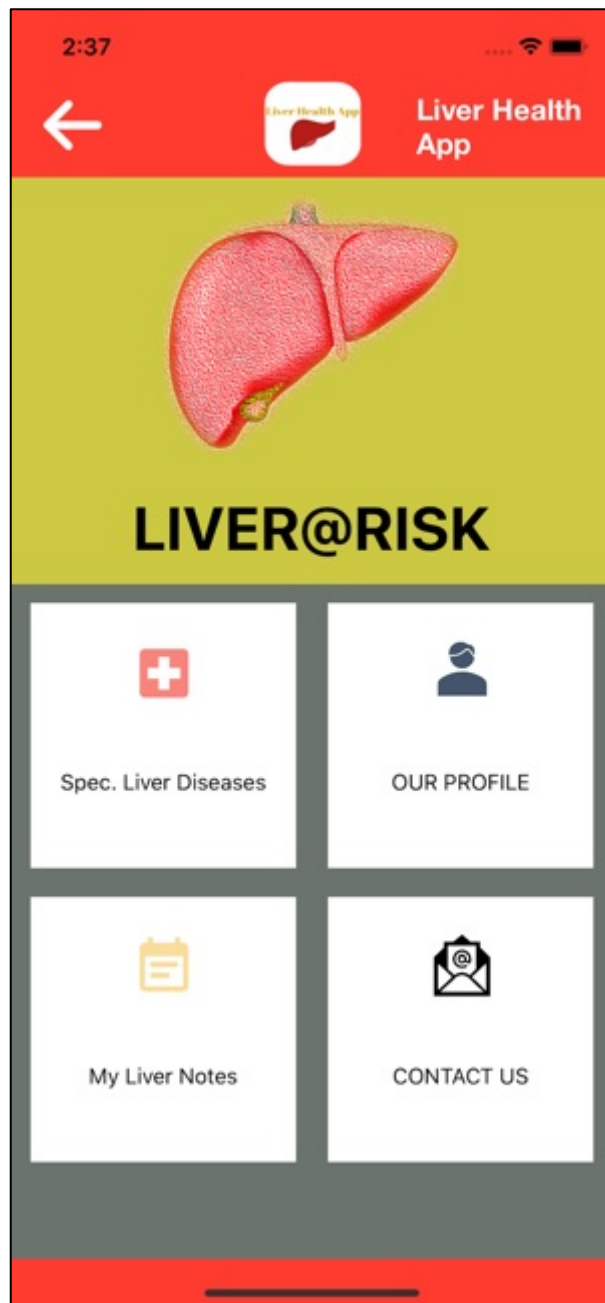 2:37
Liver Health App
Liver Health
App
LIVER@RISK
Spec. Liver Diseases
OUR PROFILE
@
My Liver Notes
CONTACT US